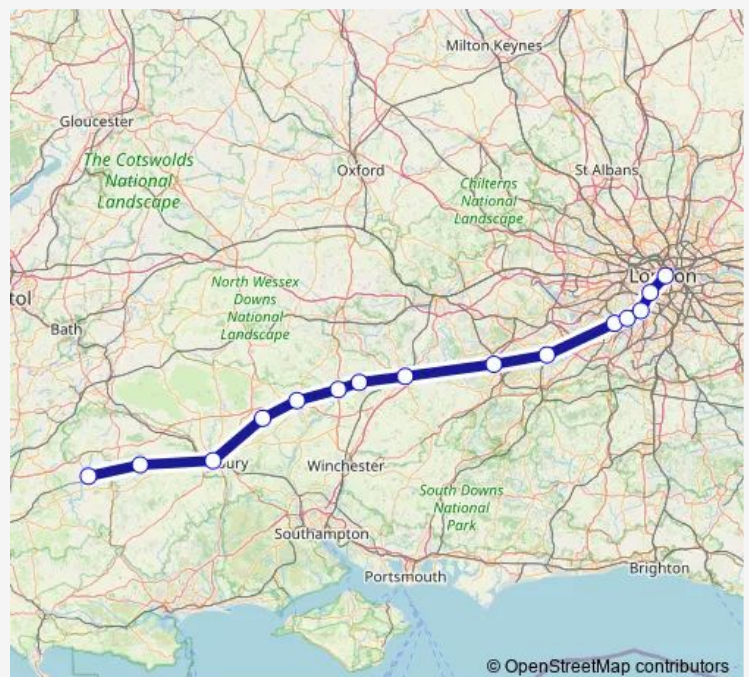 Milton Keynes
Gloucester
The Cotswolds
National
Landscape
Oxford
St Albans
Chilterns
National
Landscape
London
North Wessex
Downs
National
Landscape
tol
Bath
bury
Winchester
South Downs
National
Park
Southampton
Portsmouth
Brighton
© OpenStreetMap contributors